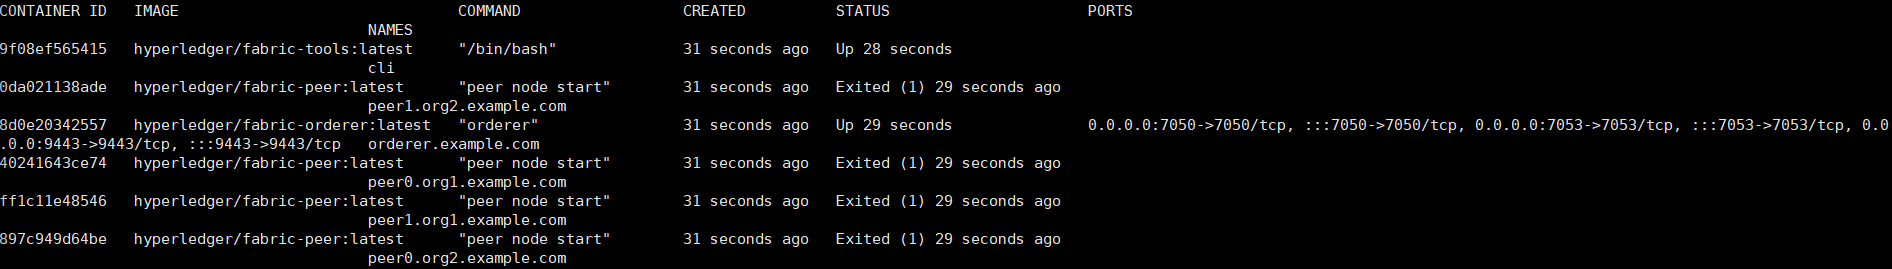 CONTAINER ID   IMAGE                               COMMAND                  CREATED          STATUS                      PORTS
                                         NAMES
9f08ef565415   hyperledger/fabric-tools:latest     "/bin/bash"              31 seconds ago   Up 28 seconds
                                         cli
0da021138ade   hyperledger/fabric-peer:latest      "peer node start"        31 seconds ago   Exited (1) 29 seconds ago
                                         peer1.org2.example.com
8d0e20342557   hyperledger/fabric-orderer:latest   "orderer"                31 seconds ago   Up 29 seconds               0.0.0.0:7050->7050/tcp, :::7050->7050/tcp, 0.0.0.0:7053->7053/tcp, :::7053->7053/tcp, 0.0
.0.0:9443->9443/tcp, :::9443->9443/tcp   orderer.example.com
40241643ce74   hyperledger/fabric-peer:latest      "peer node start"        31 seconds ago   Exited (1) 29 seconds ago
                                         peer0.org1.example.com
ff1c11e48546   hyperledger/fabric-peer:latest      "peer node start"        31 seconds ago   Exited (1) 29 seconds ago
                                         peer1.org1.example.com
897c949d64be   hyperledger/fabric-peer:latest      "peer node start"        31 seconds ago   Exited (1) 29 seconds ago
                                         peer0.org2.example.com